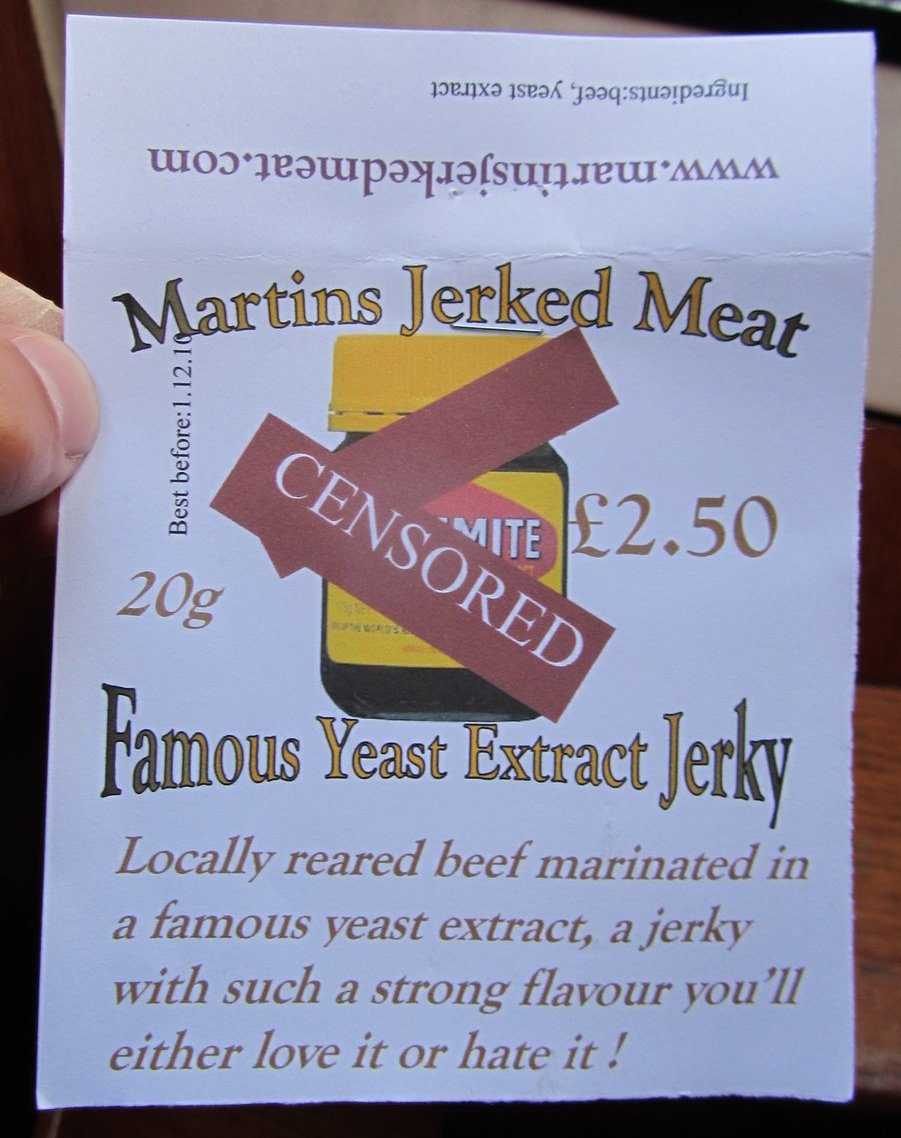 Ingredients:beef, yeast extract
www.martinsjerkedmeat.com
Martins Jerked Meat
Best before:1.12.1
CENSORED
MITE
£2.50
20g
Famous Yeast Extract Jerky
Locally reared beef marinated in
a famous yeast extract, a jerky
with such a strong flavour you'll
either love it or hate it !